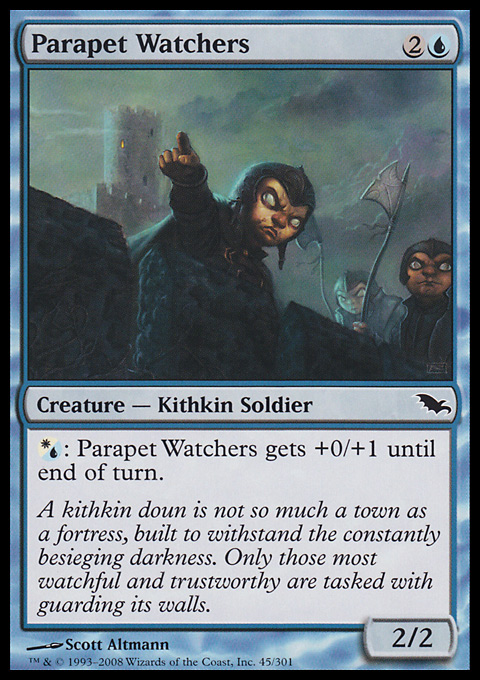 Parapet Watchers 2
Creature — Kithkin Soldier
: Parapet Watchers gets +0/+1 until
end of turn.
A kithkin doun is not so much a town as
a fortress, built to withstand the constantly
besieging darkness. Only those most
watchful and trustworthy are tasked with
guarding its walls.
2/2
Scott Altmann
™ & © 1993–2008 Wizards of the Coast, Inc. 45/301